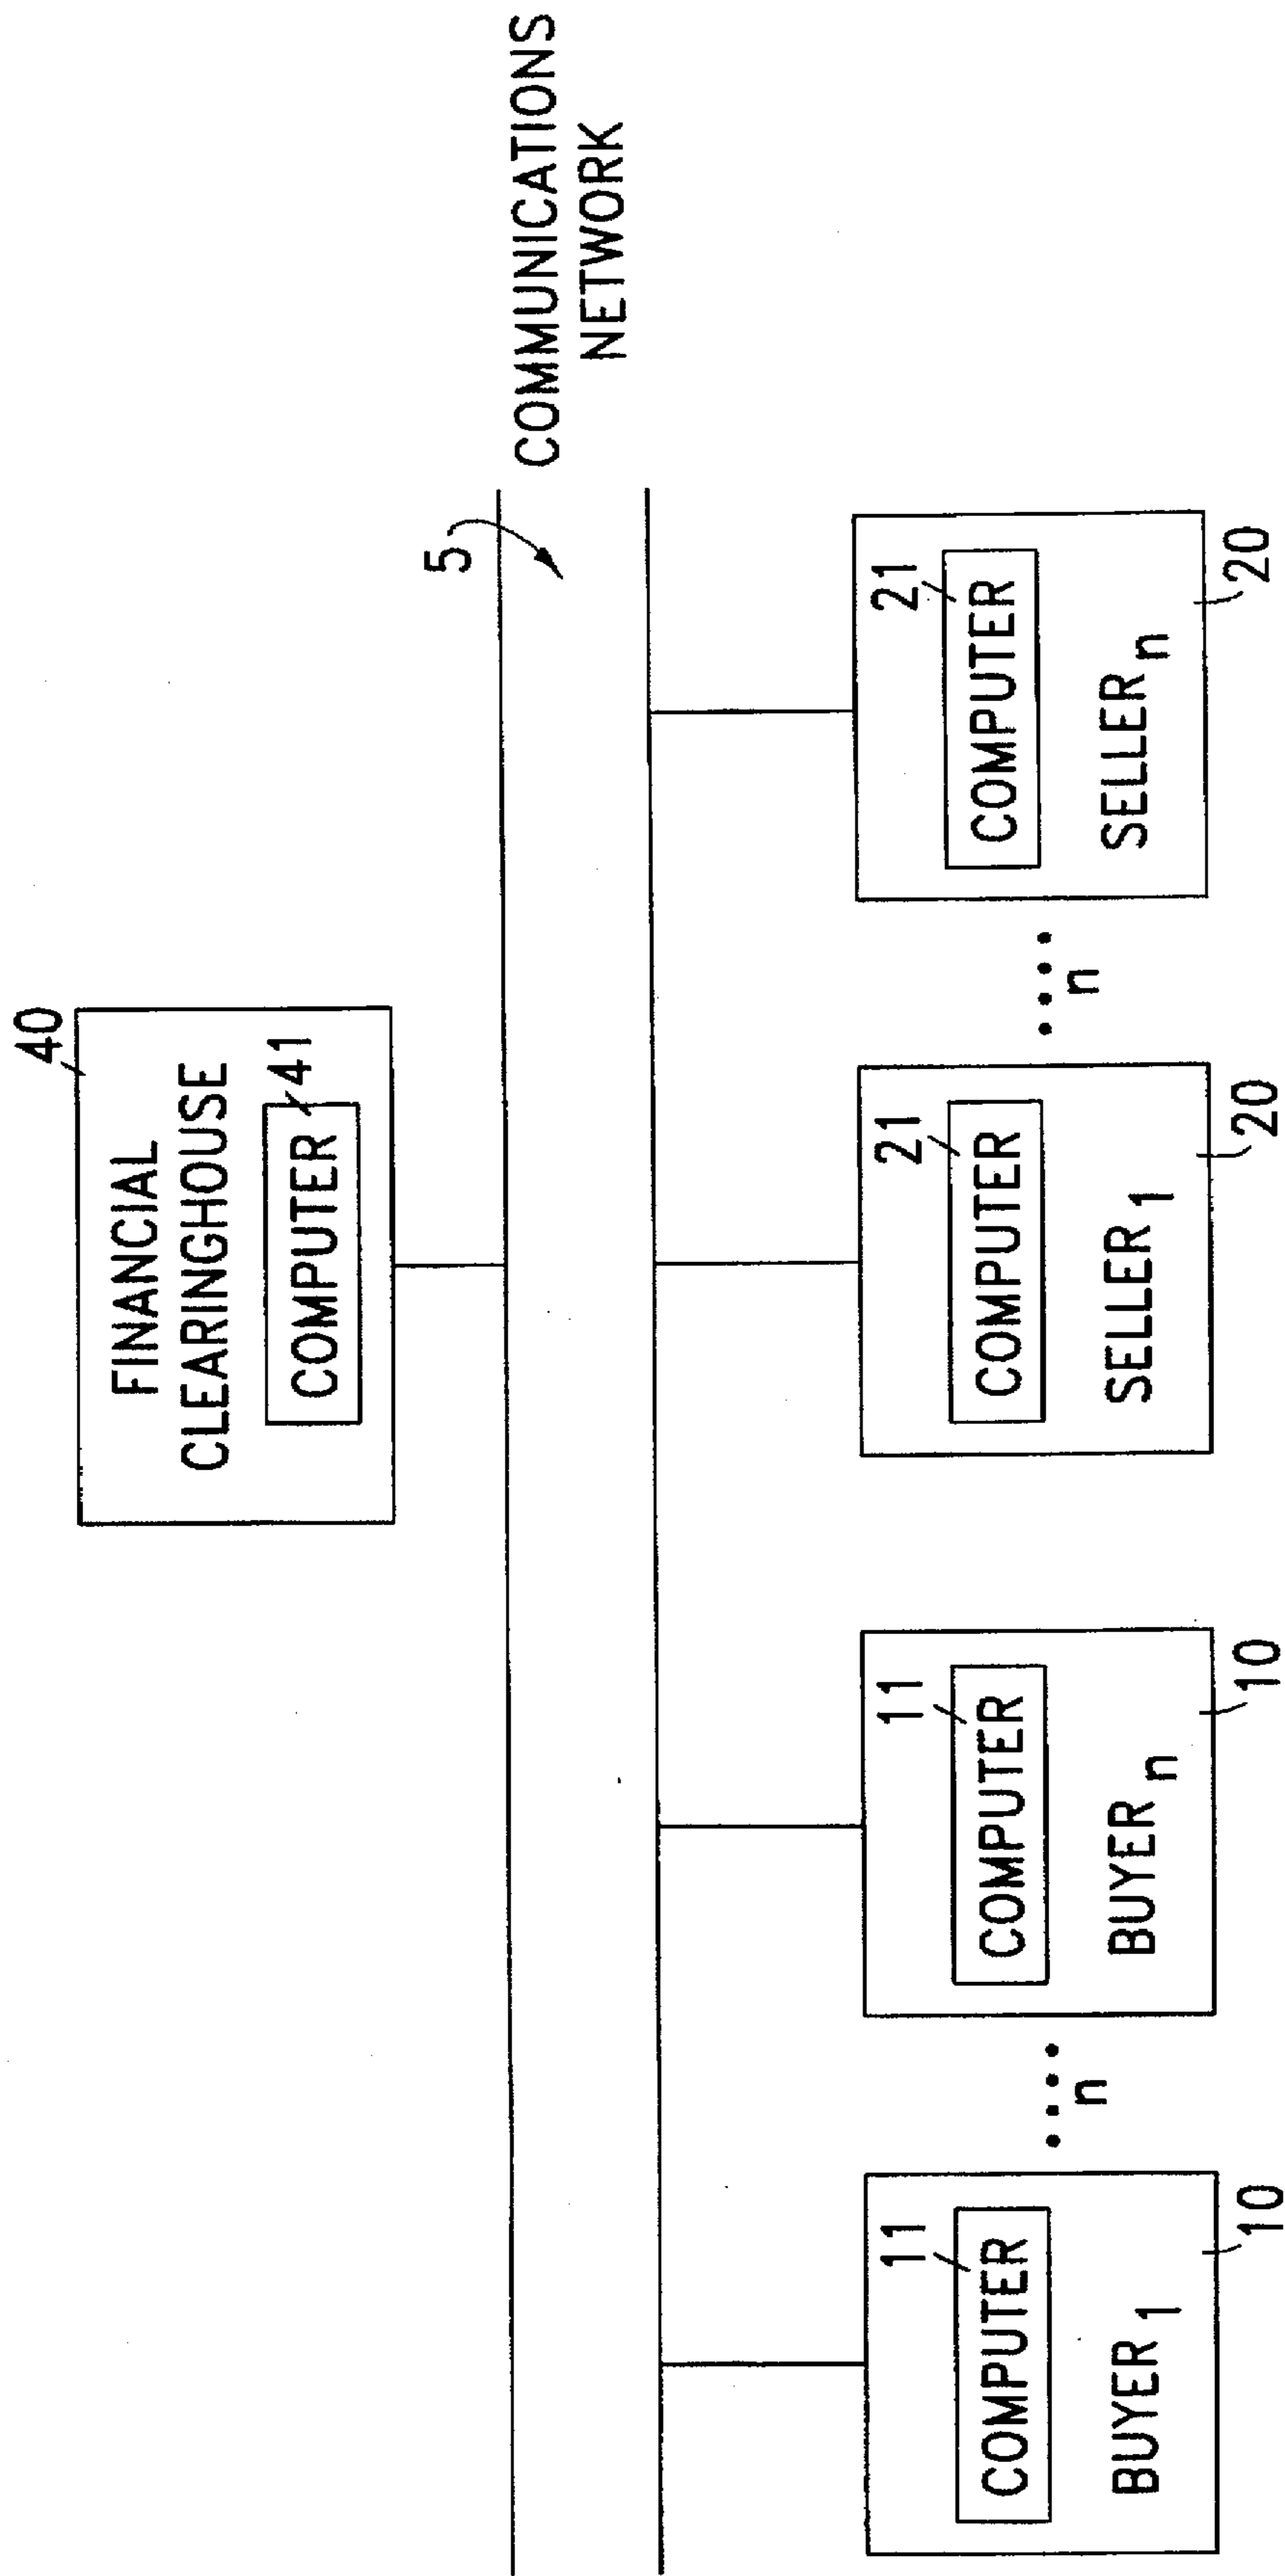 40
FINANCIAL
CLEARINGHOUSE
41
COMPUTER
5
COMMUNICATIONS
NETWORK
11
COMPUTER
BUYER1
10
....
n
11
COMPUTER
BUYERn
10
21
COMPUTER
SELLER1
20
....
n
21
COMPUTER
SELLERn
20